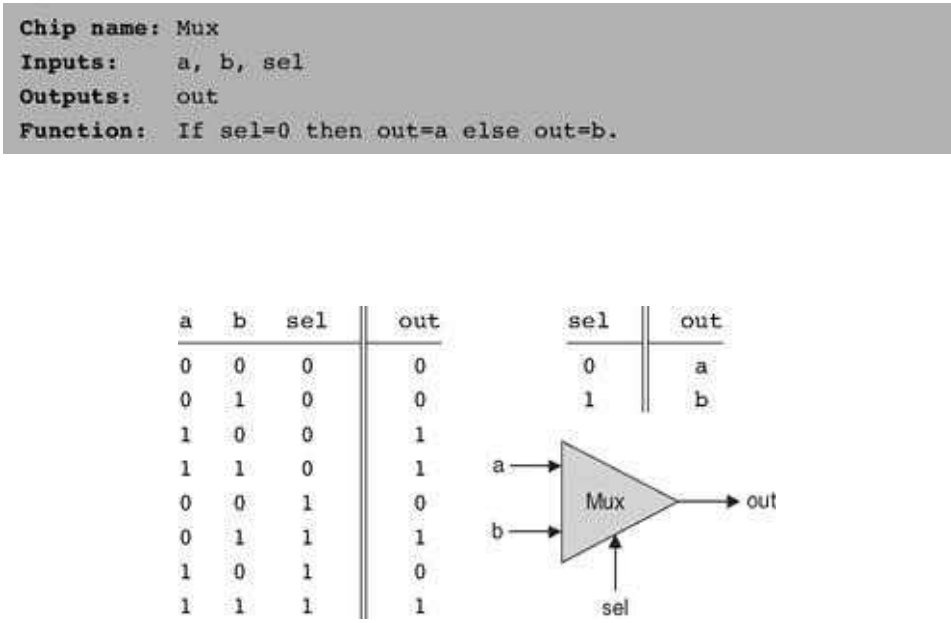 Chip name: Mux
Inputs: a, b, sel
Outputs: out
Function: If sel=0 then out=a else out=b.
a b sel out
0 0 0 0
0 1 0 0
1 0 0 1
1 1 0 1
0 0 1 0
0 1 1 1
1 0 1 0
1 1 1 1
sel out
0 a
1 b
a
Mux
out
b
sel